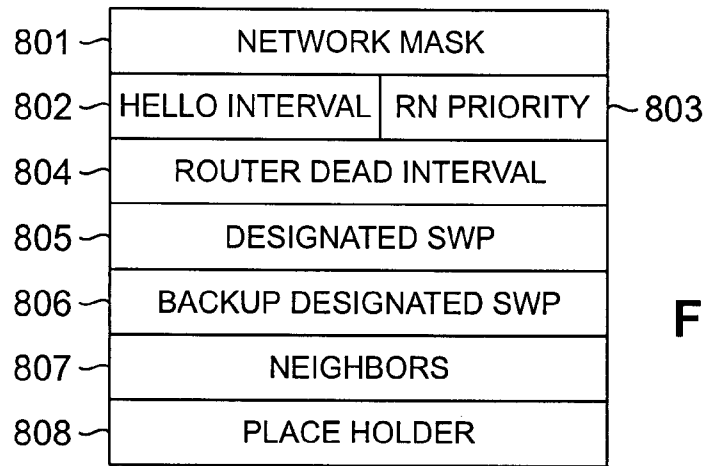 801 NETWORK MASK
802 HELLO INTERVAL RN PRIORITY 803
804 ROUTER DEAD INTERVAL
805 DESIGNATED SWP
806 BACKUP DESIGNATED SWP
F
807 NEIGHBORS
808 PLACE HOLDER